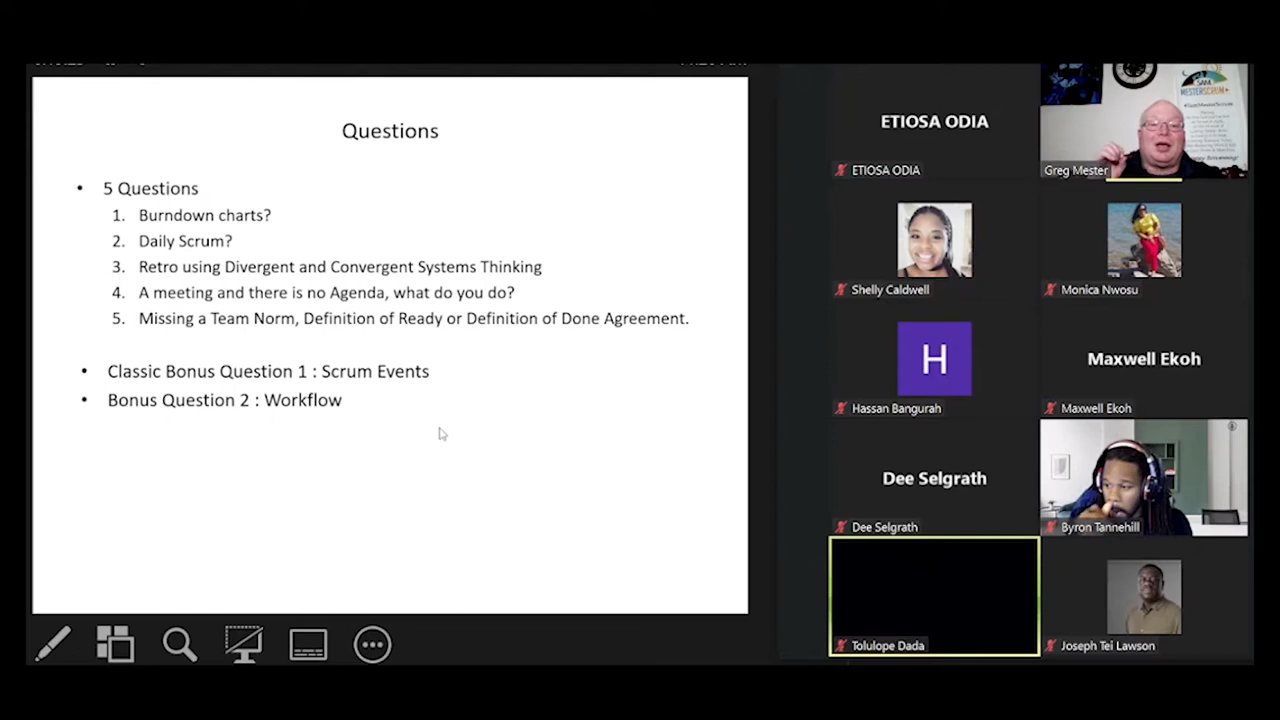 Questions
• 5 Questions
1. Burndown charts?
2. Daily Scrum?
3. Retro using Divergent and Convergent Systems Thinking
4. A meeting and there is no Agenda, what do you do?
5. Missing a Team Norm, Definition of Ready or Definition of Done Agreement.
• Classic Bonus Question 1 : Scrum Events
• Bonus Question 2 : Workflow
ETIOSA ODIA
ETIOSA ODIA
SAM
MESTERSCRUM
Greg Mester
Shelly Caldwell
Monica Nwosu
H
Hassan Bangurah
Maxwell Ekoh
Maxwell Ekoh
Dee Selgrath
Dee Selgrath
Byron Tannehill
Tolulope Dada
Joseph Tei Lawson